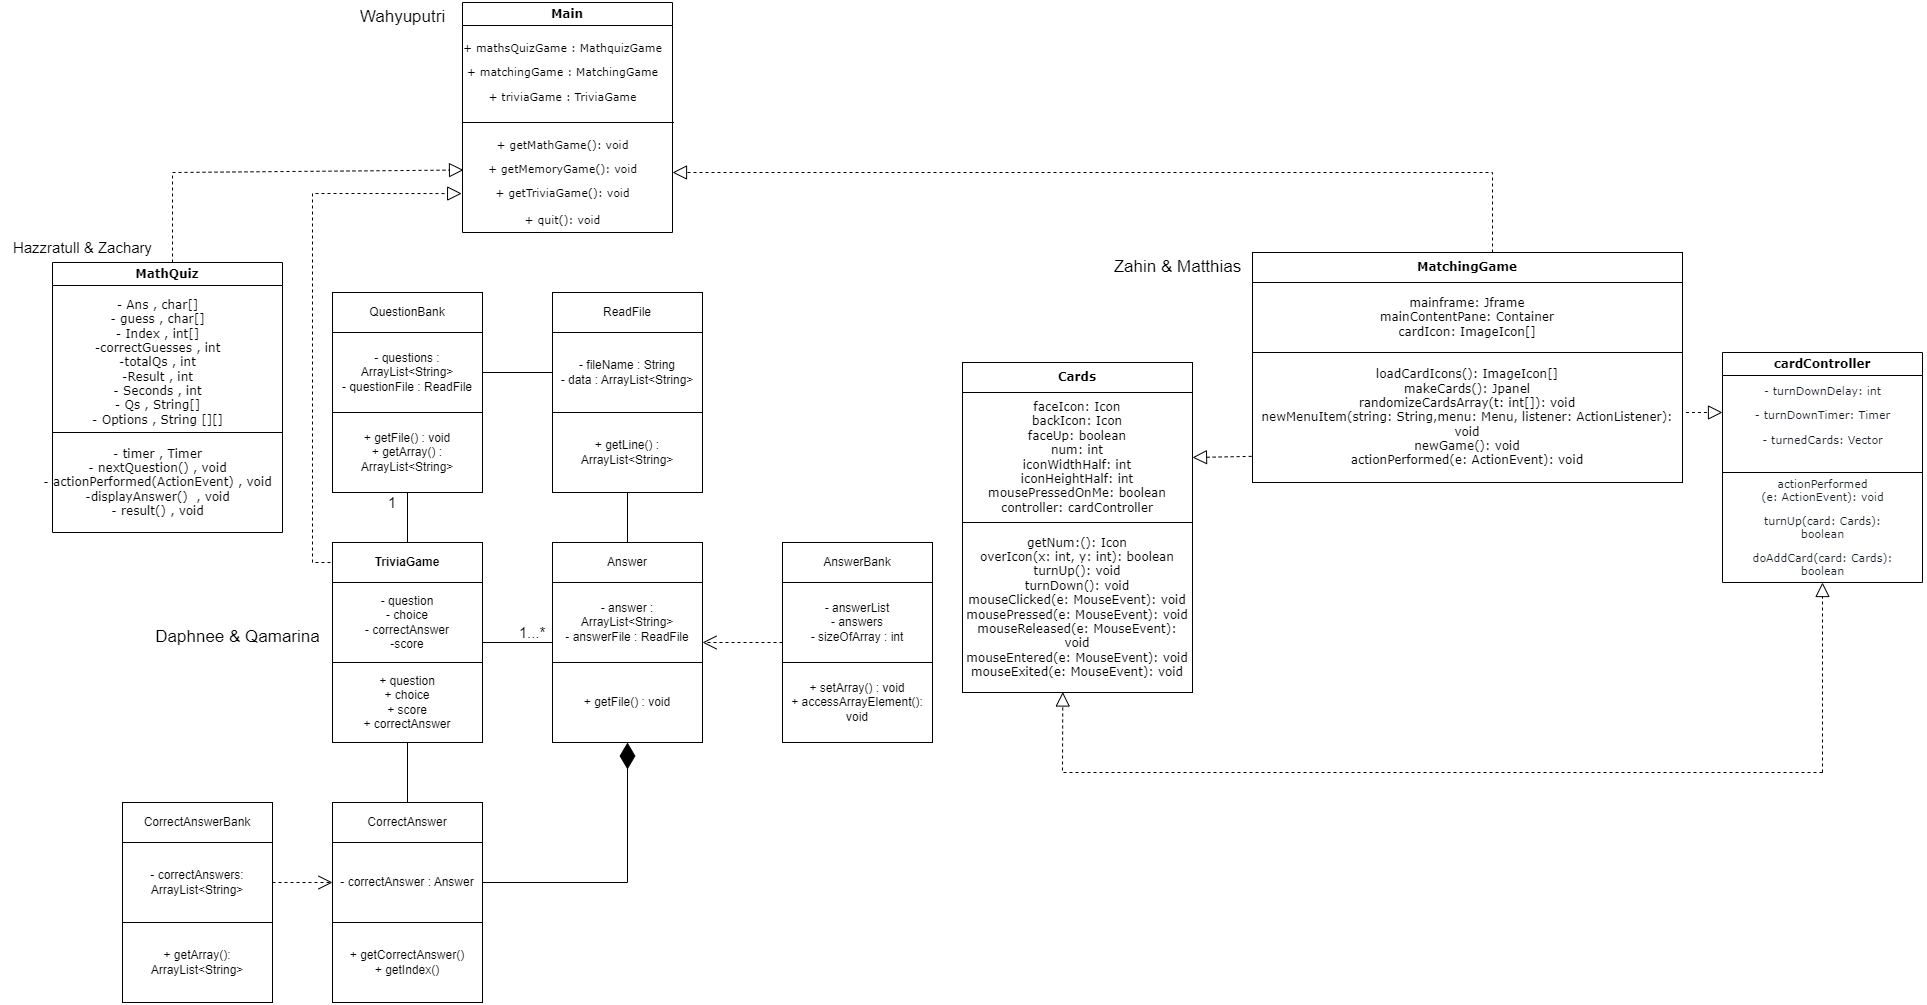 Wahyuputri
Main
+ mathsQuizGame : MathquizGame
+ matchingGame : MatchingGame
+ triviaGame : TriviaGame
+ getMathGame(): void
+ getMemoryGame(): void
+ getTriviaGame(): void
+ quit(): void
Hazzratull & Zachary
MathQuiz
- Ans , char[]
- guess , char[]
- Index , int[]
-correctGuesses , int
-totalQs , int
-Result , int
- Seconds , int
- Qs , String[]
- Options , String [][]
- timer , Timer
- nextQuestion() , void
- actionPerformed(ActionEvent) , void
-displayAnswer()  , void
- result() , void
QuestionBank
- questions :
ArrayList<String>
- questionFile : ReadFile
+ getFile() : void
+ getArray() :
ArrayList<String>
1
ReadFile
- fileName : String
- data : ArrayList<String>
+ getLine() :
ArrayList<String>
Daphnee & Qamarina
TriviaGame
- question
- choice
- correctAnswer
-score
+ question
+ choice
+ score
+ correctAnswer
1...*
Answer
- answer :
ArrayList<String>
- answerFile : ReadFile
+ getFile() : void
AnswerBank
- answerList
- answers
- sizeOfArray : int
+ setArray() : void
+ accessArrayElement():
void
CorrectAnswerBank
- correctAnswers:
ArrayList<String>
+ getArray():
ArrayList<String>
CorrectAnswer
- correctAnswer : Answer
+ getCorrectAnswer()
+ getIndex()
Zahin & Matthias
MatchingGame
mainframe: Jframe
mainContentPane: Container
cardIcon: ImageIcon[]
loadCardIcons(): ImageIcon[]
makeCards(): Jpanel
randomizeCardsArray(t: int[]): void
newMenuItem(string: String,menu: Menu, listener: ActionListener):
void
newGame(): void
actionPerformed(e: ActionEvent): void
Cards
faceIcon: Icon
backIcon: Icon
faceUp: boolean
num: int
iconWidthHalf: int
iconHeightHalf: int
mousePressedOnMe: boolean
controller: cardController
getNum:(): Icon
overIcon(x: int, y: int): boolean
turnUp(): void
turnDown(): void
mouseClicked(e: MouseEvent): void
mousePressed(e: MouseEvent): void
mouseReleased(e: MouseEvent):
void
mouseEntered(e: MouseEvent): void
mouseExited(e: MouseEvent): void
cardController
- turnDownDelay: int
- turnDownTimer: Timer
- turnedCards: Vector
actionPerformed
(e: ActionEvent): void
turnUp(card: Cards):
boolean
doAddCard(card: Cards):
boolean